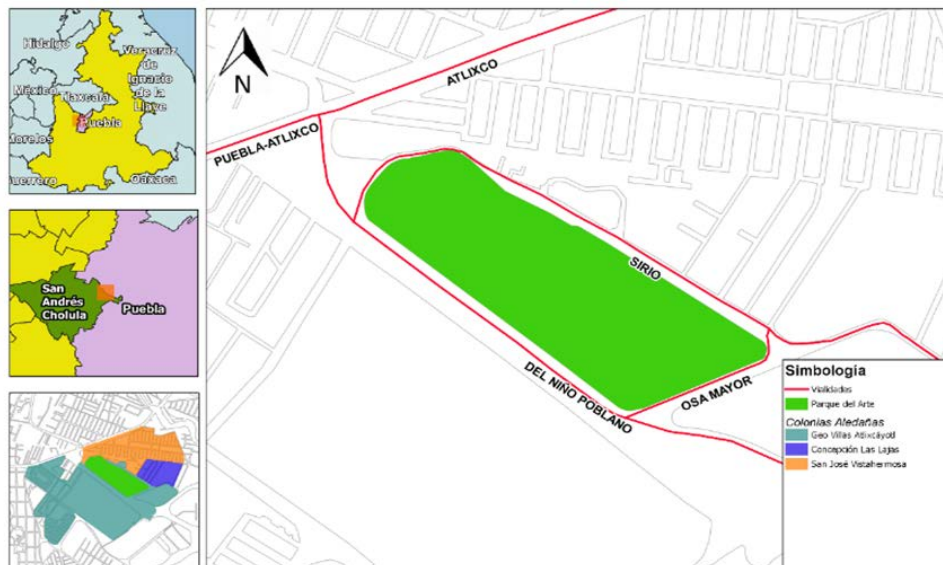 Hidalgo
Veracruz
de
Ignacio
de la
Llave
México
Tlaxcala
Puebla
Morelos
Guerrero
Oaxaca
San
Andrés
Cholula
Puebla
N
ATLIXCO
PUEBLA-ATLIXCO
SIRIO
DEL NIÑO POBLANO
OSA MAYOR
Simbología
Vialidades
Parque del Arte
Colonias Aledañas
Geo Villas Atlixcáyotl
Concepción Las Lajas
San José Vistahermosa